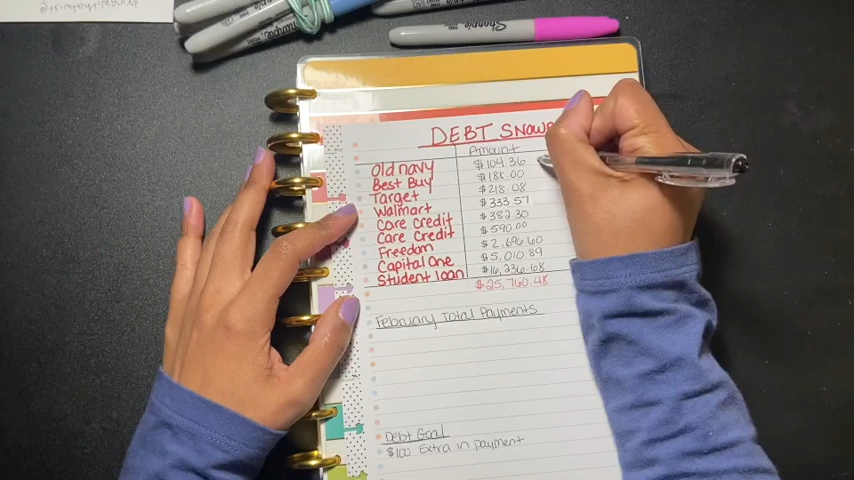 Sharpie
DEBT SNOWB
Amount
Old navy $104.36
Best Buy $188.00
Target $218.08
Walmart $333.57
Care Credit $382.30
Care Credit $590.00
Freedom $2,696.60
Capital One $5,010.89
Student loan $16,236.68
$25,760.48
February Total Payments
Debt Goal
$100 Extra in payment